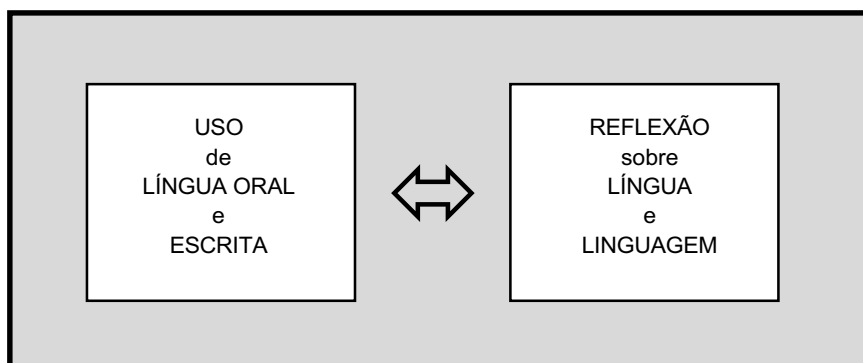 USO
de
LÍNGUA ORAL
e
ESCRITA
REFLEXÃO
sobre
LÍNGUA
e
LINGUAGEM